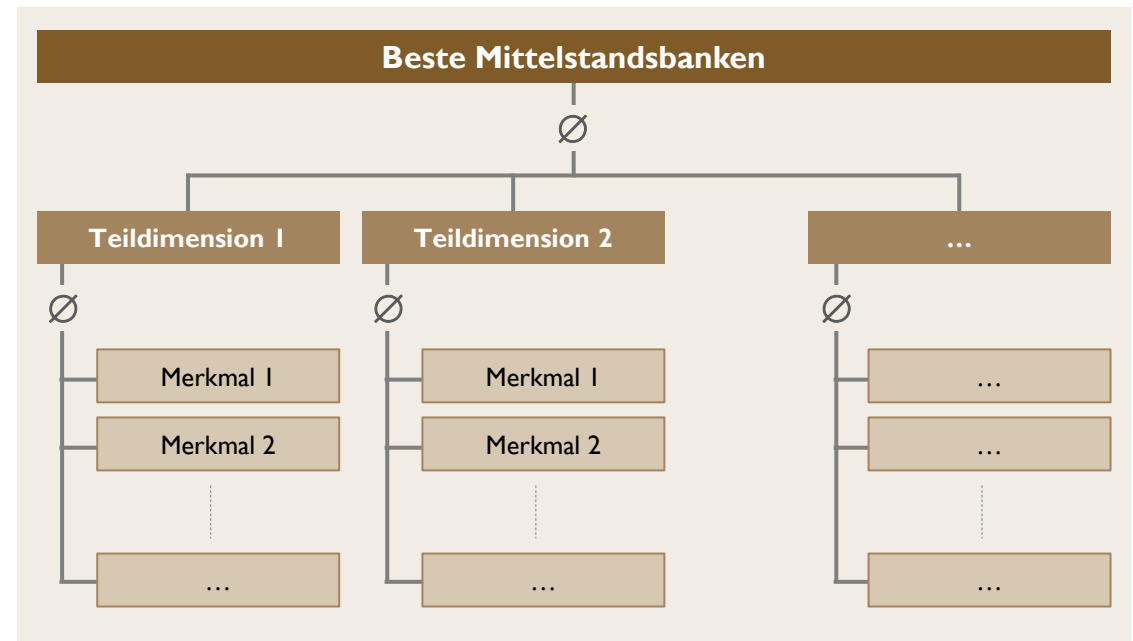 Beste Mittelstandsbanken
∅
Teildimension 1
Teildimension 2
…
∅
∅
∅
Merkmal 1
Merkmal 1
…
Merkmal 2
Merkmal 2
…
…
…
…